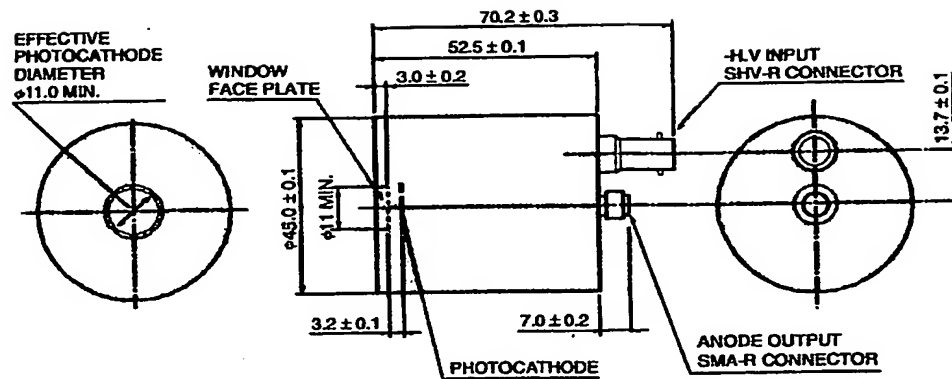 EFFECTIVE
PHOTOCATHODE
DIAMETER
φ11.0 MIN.
WINDOW
FACE PLATE
70.2 ± 0.3
52.5 ± 0.1
3.0 ± 0.2
-H.V INPUT
SHV-R CONNECTOR
13.7 ± 0.1
φ45.0 ± 0.1
φ11 MIN.
3.2 ± 0.1
7.0 ± 0.2
PHOTOCATHODE
ANODE OUTPUT
SMA-R CONNECTOR